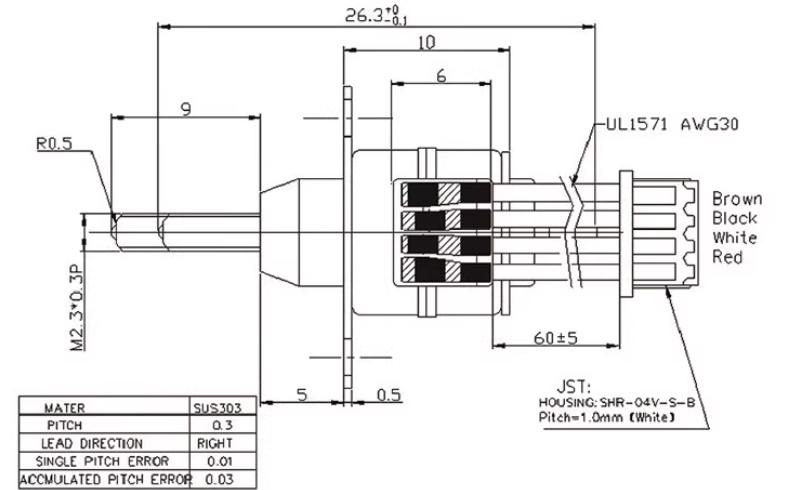 26.3+0 -0.1
10
6
9
UL1571 AWG30
R0.5
Brown
Black
White
Red
M2.3*0.3P
60±5
5
0.5
JST:
HOUSING:SHR-04V-S-B
Pitch=1.0mm (White)
MATER SUS303
PITCH 0.3
LEAD DIRECTION RIGHT
SINGLE PITCH ERROR 0.01
ACCMULATED PITCH ERROR 0.03